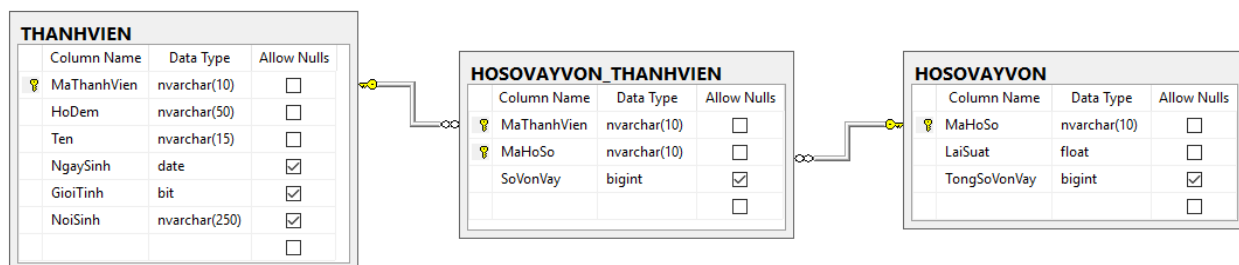 THANHVIEN
Column Name Data Type Allow Nulls
MaThanhVien nvarchar(10)
HoDem nvarchar(50)
Ten nvarchar(15)
NgaySinh date
GioiTinh bit
NoiSinh nvarchar(250)
HOSOVAYVON_THANHVIEN
Column Name Data Type Allow Nulls
MaThanhVien nvarchar(10)
MaHoSo nvarchar(10)
SoVonVay bigint
HOSOVAYVON
Column Name Data Type Allow Nulls
MaHoSo nvarchar(10)
LaiSuat float
TongSoVonVay bigint